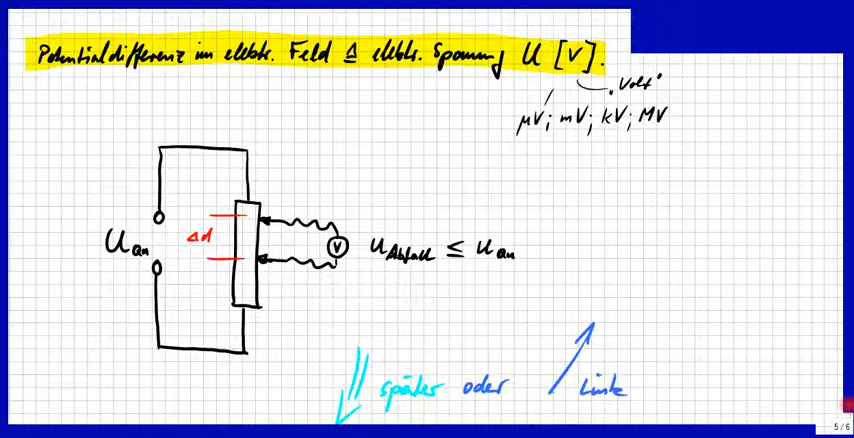 Potentialdifferenz im elektr. Feld ≙ elektr. Spannung U [V].
"Volt"
µV; mV; kV; MV
U_an
Δd
V
U_Abfall ≤ U_an
später oder
Link
5/6